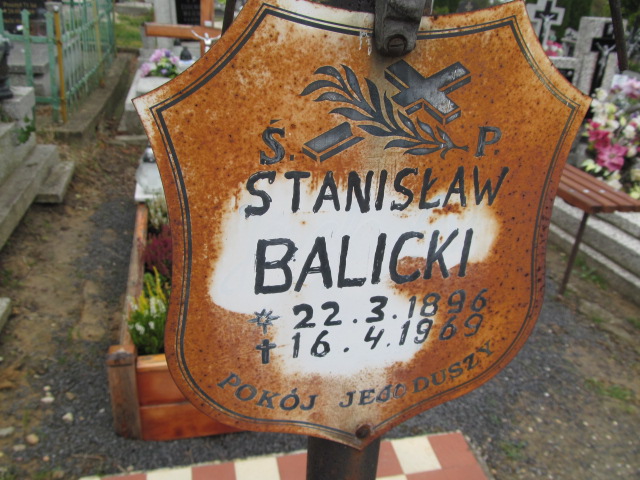 Ś. P.
STANISŁAW
BALICKI
* 22.3.1896
✝ 16.4.1969
POKÓJ JEGO DUSZY